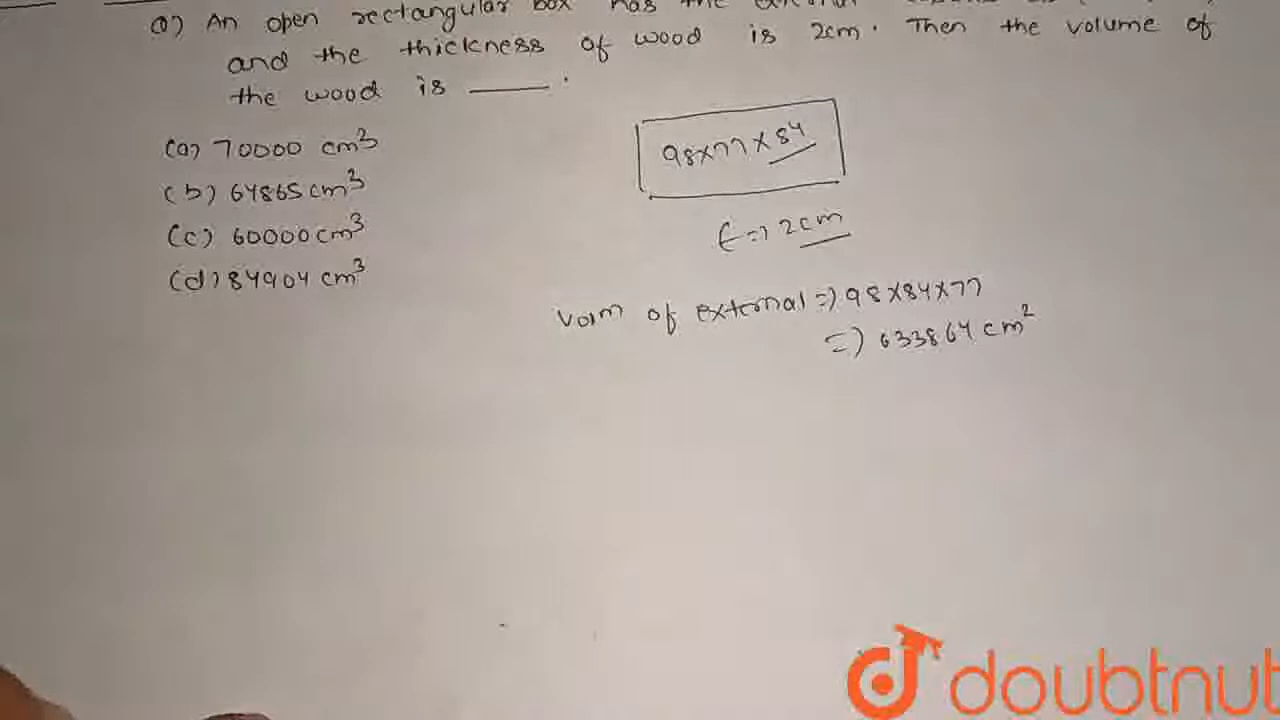 Q) An open rectangular box has the external
and the thickness of wood is 2cm. Then the volume of
the wood is ____.
(a) 70000 cm³
(b) 64865 cm³
(c) 60000 cm³
(d) 84904 cm³
98×77×84
t=) 2cm
Volm of external =) 98×84×77
=) 633864 cm²
doubtnut